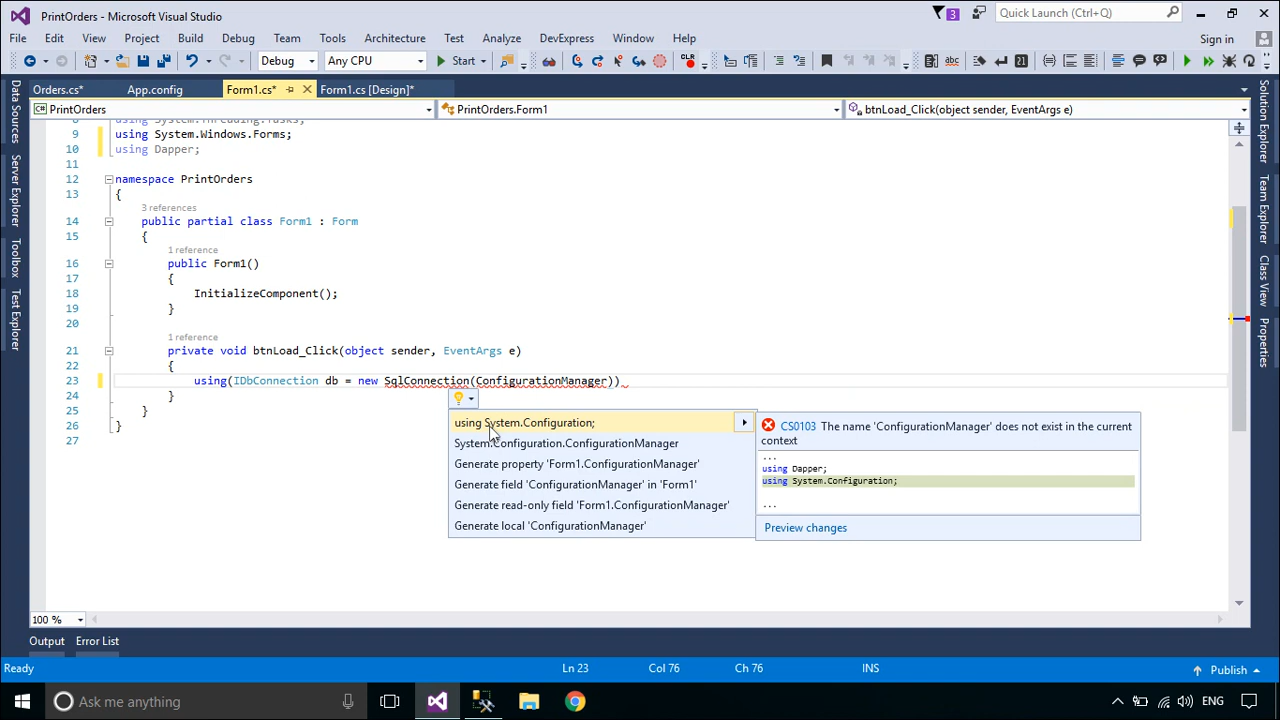 PrintOrders - Microsoft Visual Studio
3
Quick Launch (Ctrl+Q)
File Edit View Project Build Debug Team Tools Architecture Test Analyze DevExpress Window Help
Sign in
Debug Any CPU Start
Orders.cs* App.config Form1.cs* Form1.cs [Design]*
PrintOrders PrintOrders.Form1 btnLoad_Click(object sender, EventArgs e)
Data Sources
Server Explorer
Toolbox
Test Explorer
8 using System.Threading.Tasks;
9 using System.Windows.Forms;
10 using Dapper;
11
12 namespace PrintOrders
13 {
3 references
14 public partial class Form1 : Form
15 {
1 reference
16 public Form1()
17 {
18 InitializeComponent();
19 }
20
1 reference
21 private void btnLoad_Click(object sender, EventArgs e)
22 {
23 using(IDbConnection db = new SqlConnection(ConfigurationManager))
24 }
25 }
26 }
27
using System.Configuration;
System.Configuration.ConfigurationManager
Generate property 'Form1.ConfigurationManager'
Generate field 'ConfigurationManager' in 'Form1'
Generate read-only field 'Form1.ConfigurationManager'
Generate local 'ConfigurationManager'
CS0103 The name 'ConfigurationManager' does not exist in the current
context
...
using Dapper;
using System.Configuration;
...
Preview changes
Solution Explorer
Team Explorer
Class View
Properties
100 %
Output Error List
Ready Ln 23 Col 76 Ch 76 INS Publish
Ask me anything
ENG